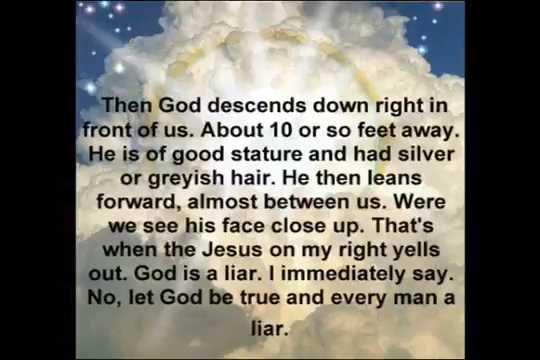 Then God descends down right in
front of us. About 10 or so feet away.
He is of good stature and had silver
or greyish hair. He then leans
forward, almost between us. Were
we see his face close up. That's
when the Jesus on my right yells
out. God is a liar. I immediately say.
No, let God be true and every man a
liar.